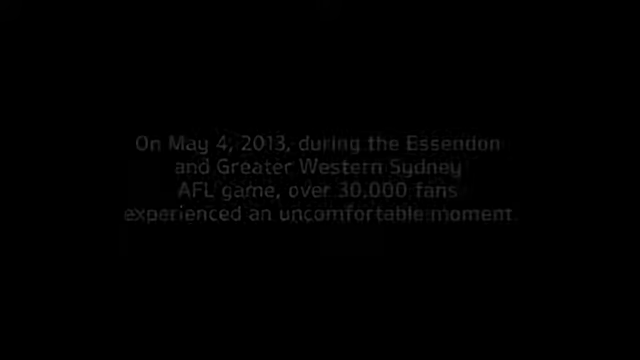 On May 4, 2013, during the Essendon
and Greater Western Sydney
AFL game, over 30,000 fans
experienced an uncomfortable moment.